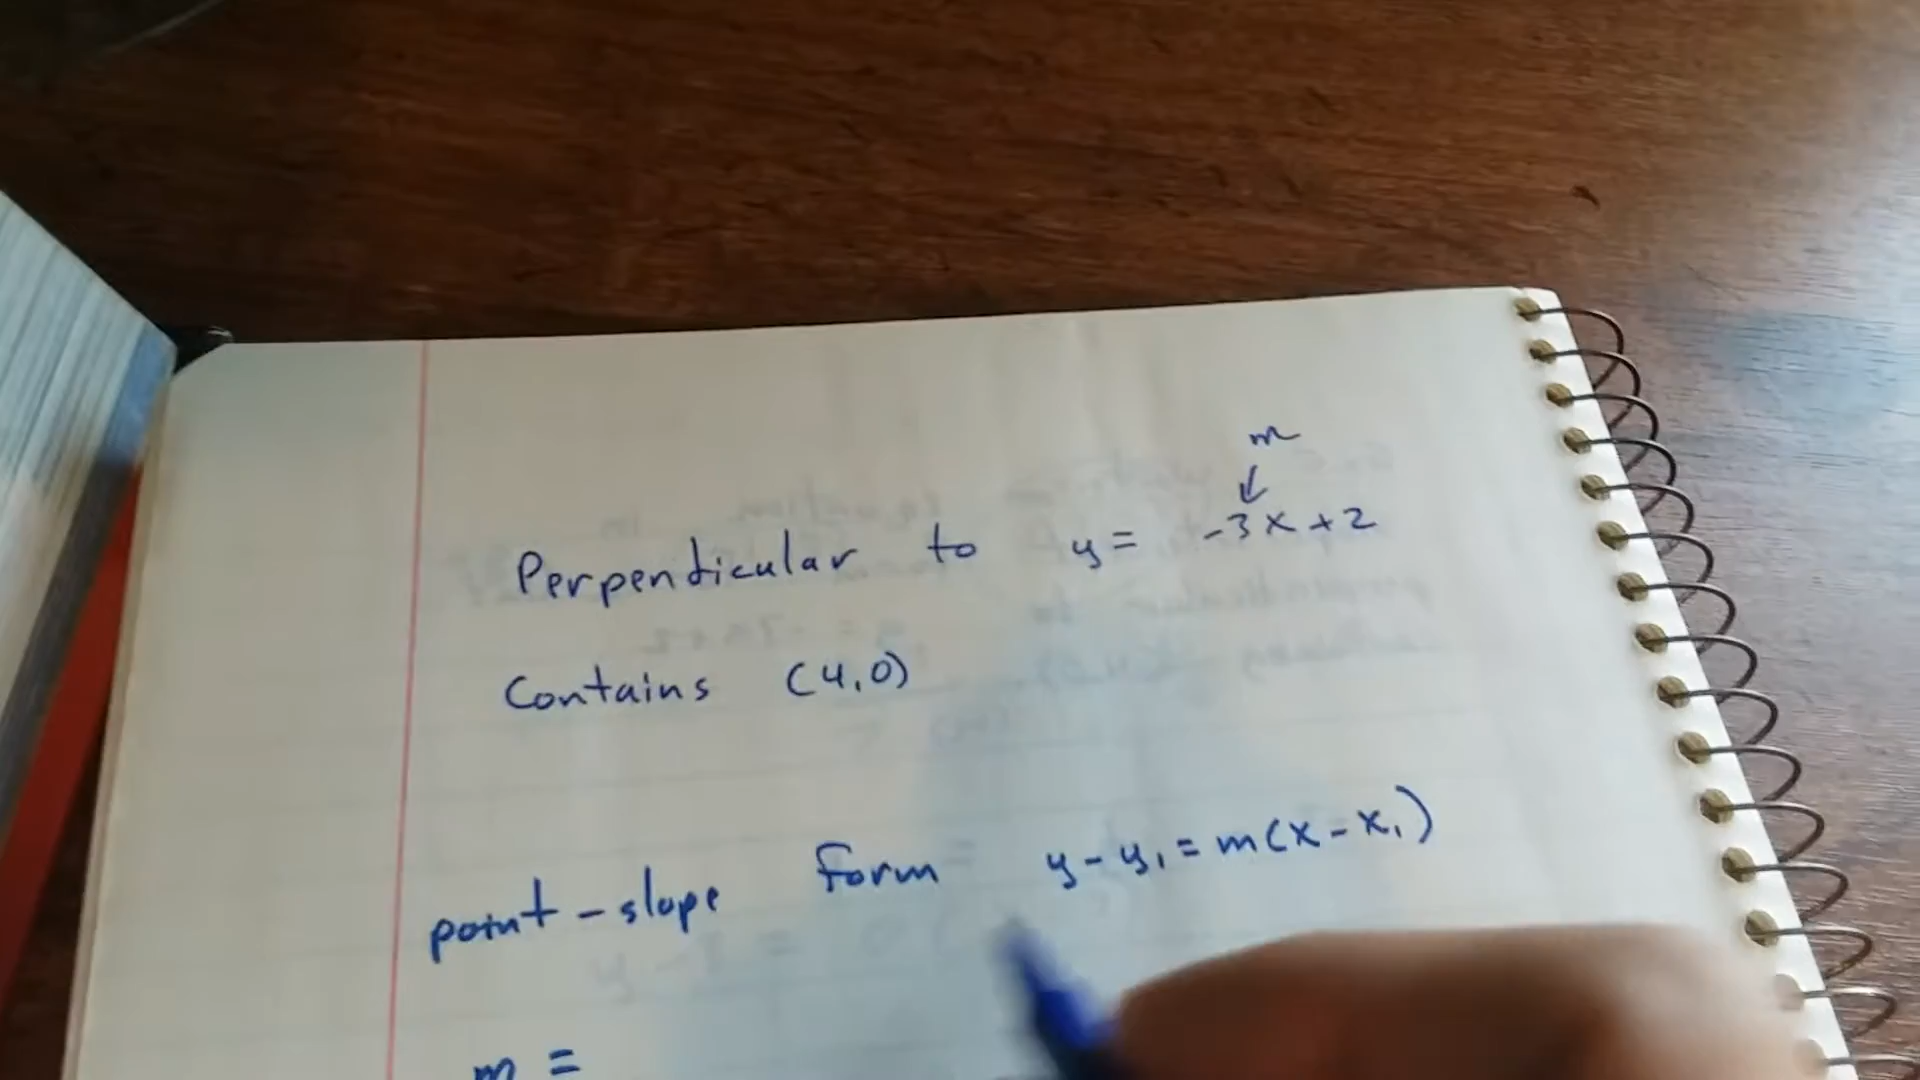 m
↓
Perpendicular to y = -3x+2
Contains (4,0)
point-slope form y-y₁=m(x-x₁)
m =